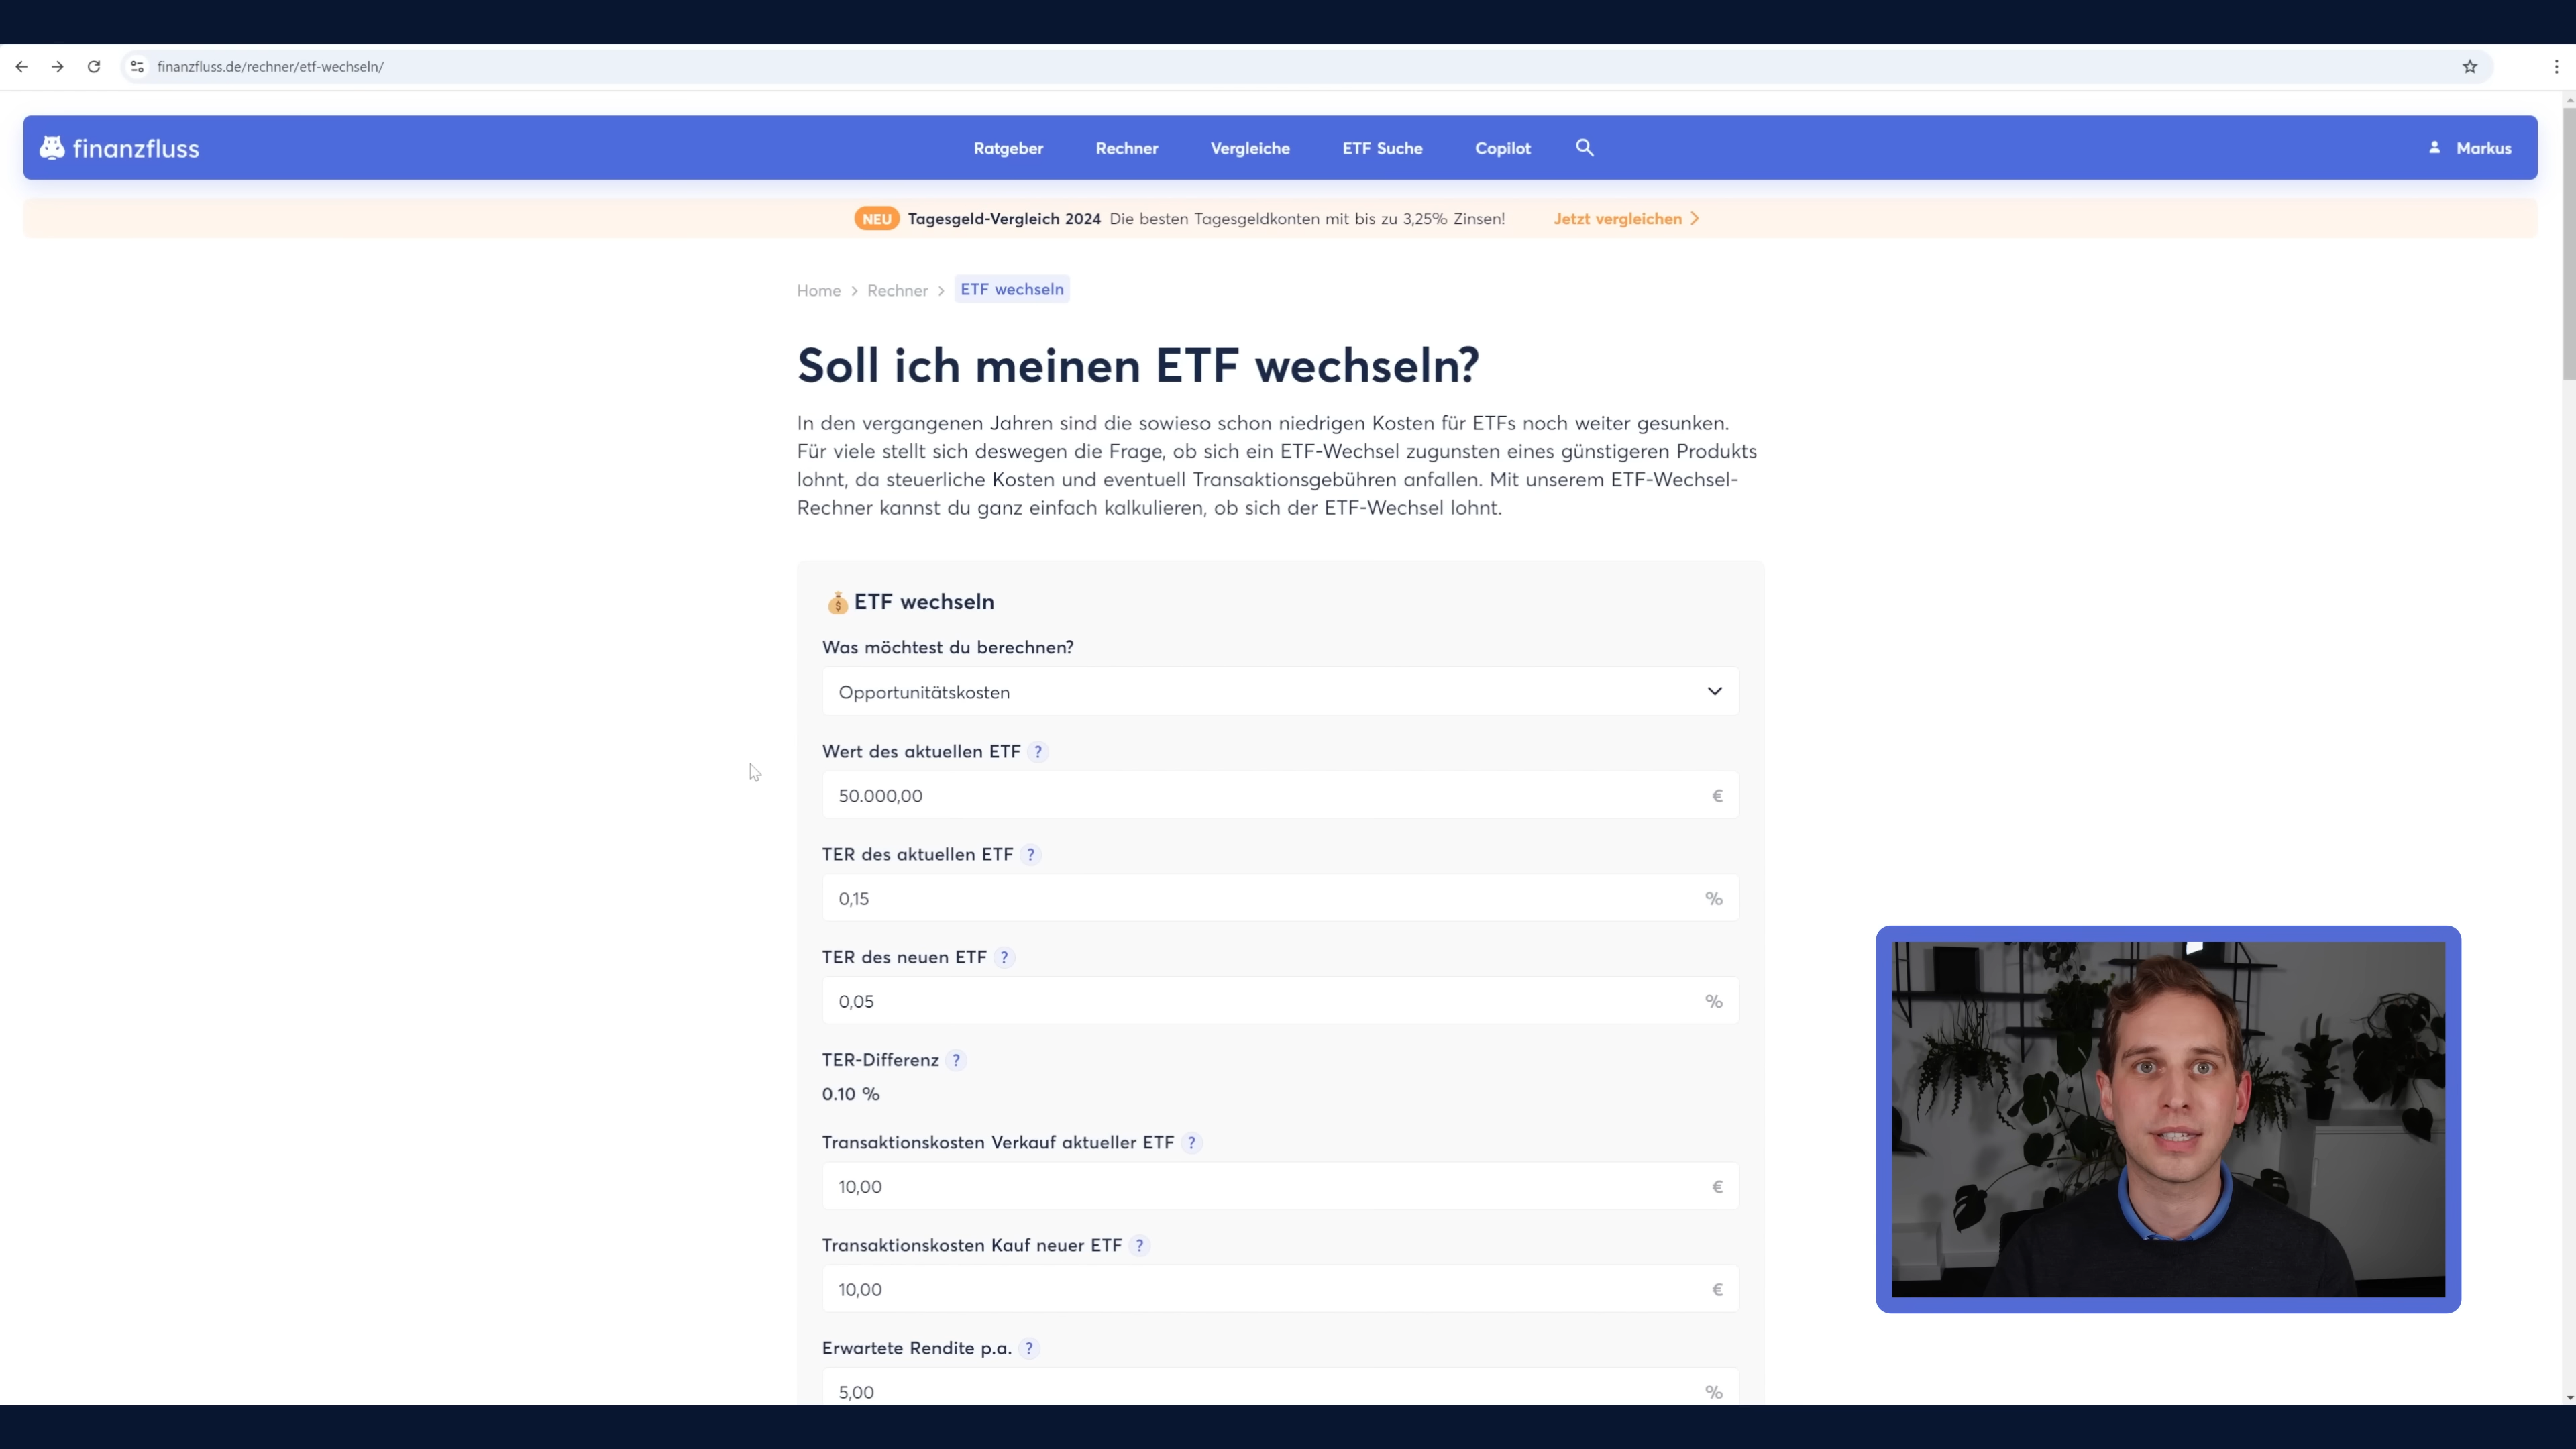 finanzfluss.de/rechner/etf-wechseln/
finanzfluss
Ratgeber Rechner Vergleiche ETF Suche Copilot
Markus
NEU Tagesgeld-Vergleich 2024 Die besten Tagesgeldkonten mit bis zu 3,25% Zinsen! Jetzt vergleichen
Home > Rechner > ETF wechseln
Soll ich meinen ETF wechseln?
In den vergangenen Jahren sind die sowieso schon niedrigen Kosten für ETFs noch weiter gesunken.
Für viele stellt sich deswegen die Frage, ob sich ein ETF-Wechsel zugunsten eines günstigeren Produkts
lohnt, da steuerliche Kosten und eventuell Transaktionsgebühren anfallen. Mit unserem ETF-Wechsel-
Rechner kannst du ganz einfach kalkulieren, ob sich der ETF-Wechsel lohnt.
ETF wechseln
Was möchtest du berechnen?
Opportunitätskosten
Wert des aktuellen ETF ?
50.000,00 €
TER des aktuellen ETF ?
0,15 %
TER des neuen ETF ?
0,05 %
TER-Differenz ?
0.10 %
Transaktionskosten Verkauf aktueller ETF ?
10,00 €
Transaktionskosten Kauf neuer ETF ?
10,00 €
Erwartete Rendite p.a. ?
5,00 %